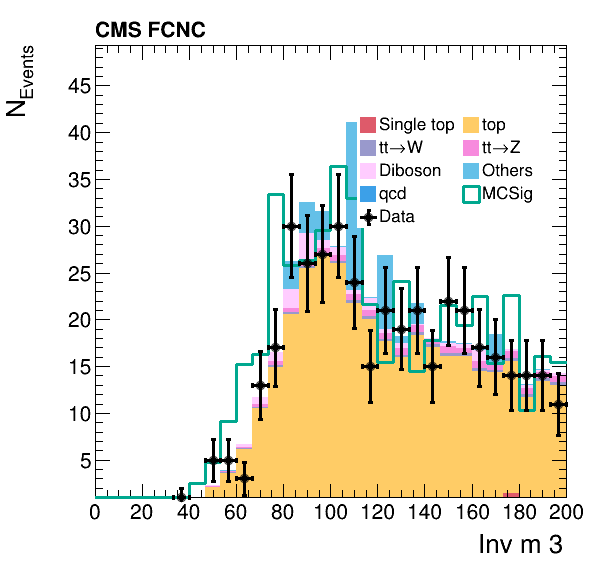 CMS FCNC
N_Events
45
40
35
30
25
20
15
10
5
Single top top
tt→W tt→Z
Diboson Others
qcd MCSig
Data
0 20 40 60 80 100 120 140 160 180 200
Inv m 3